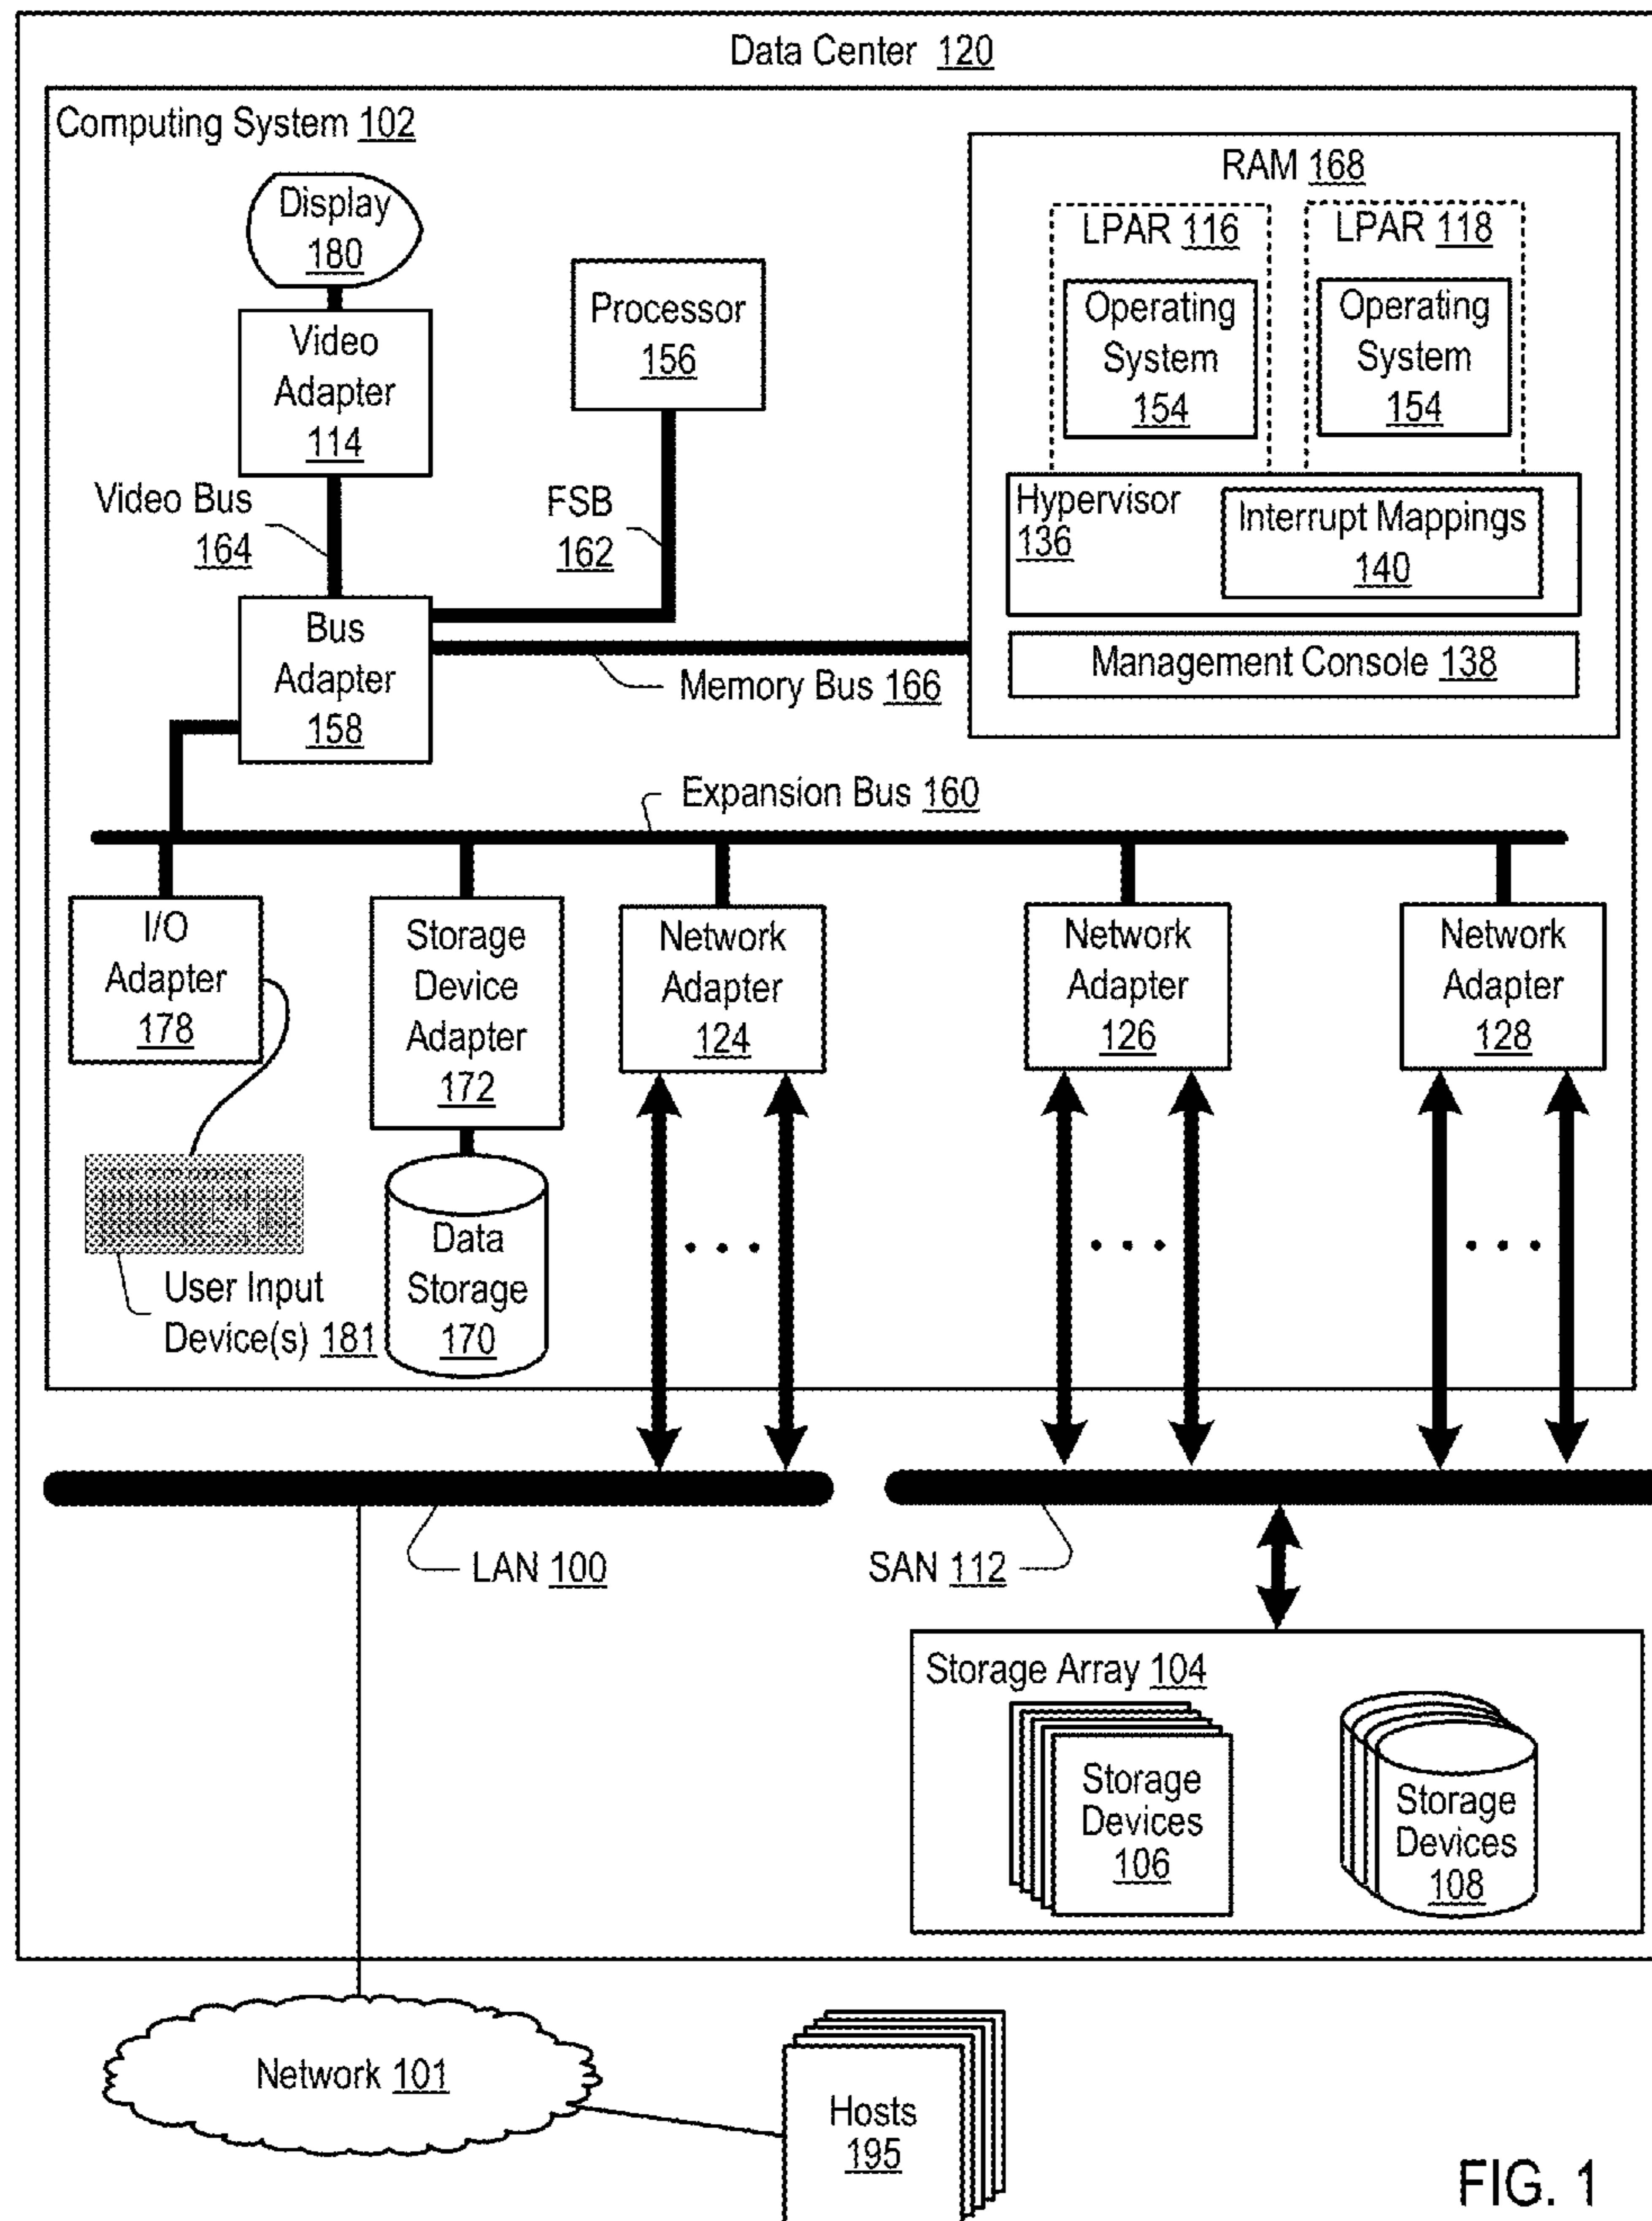 Data Center 120
Computing System 102
Display
180
Video
Adapter
114
Video Bus
164
Processor
156
FSB
162
RAM 168
LPAR 116
Operating
System
154
LPAR 118
Operating
System
154
Hypervisor
136
Interrupt Mappings
140
Management Console 138
Bus
Adapter
158
Memory Bus 166
Expansion Bus 160
I/O
Adapter
178
Storage
Device
Adapter
172
Network
Adapter
124
Network
Adapter
126
Network
Adapter
128
User Input
Device(s) 181
Data
Storage
170
. . .
. . .
. . .
LAN 100
SAN 112
Storage Array 104
Storage
Devices
106
Storage
Devices
108
Network 101
Hosts
195
FIG. 1